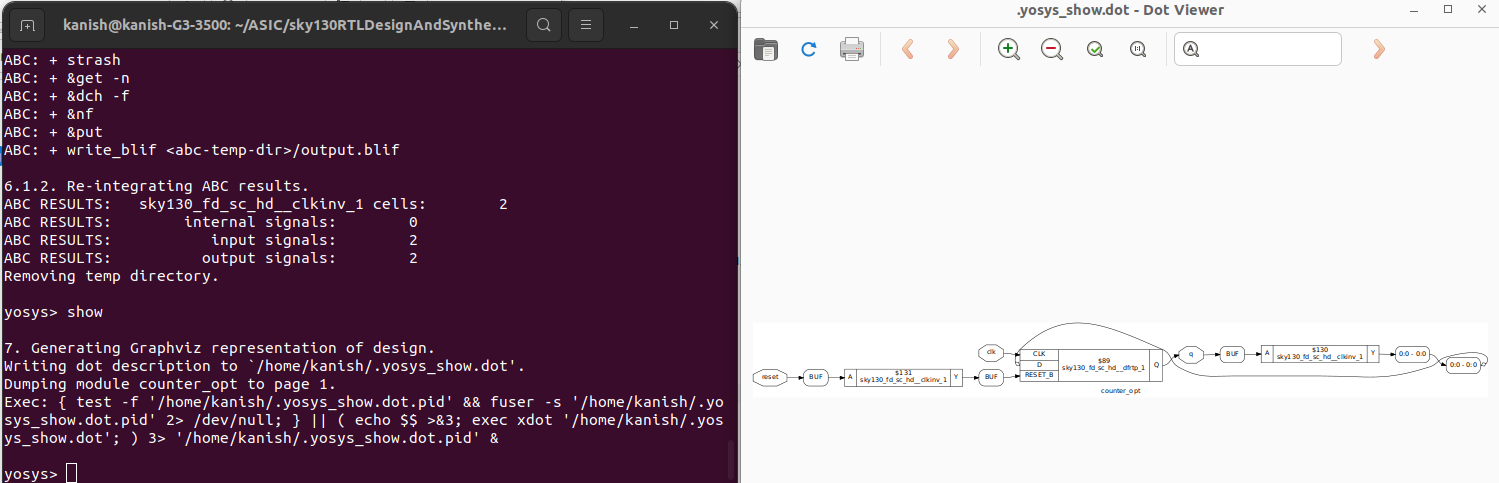 kanish@kanish-G3-3500: ~/ASIC/sky130RTLDesignAndSynthe...
ABC: + strash
ABC: + &get -n
ABC: + &dch -f
ABC: + &nf
ABC: + &put
ABC: + write_blif <abc-temp-dir>/output.blif
6.1.2. Re-integrating ABC results.
ABC RESULTS:   sky130_fd_sc_hd__clkinv_1 cells:        2
ABC RESULTS:        internal signals:        0
ABC RESULTS:           input signals:        2
ABC RESULTS:          output signals:        2
Removing temp directory.
yosys> show
7. Generating Graphviz representation of design.
Writing dot description to `/home/kanish/.yosys_show.dot'.
Dumping module counter_opt to page 1.
Exec: { test -f '/home/kanish/.yosys_show.dot.pid' && fuser -s '/home/kanish/.yo
sys_show.dot.pid' 2> /dev/null; } || ( echo $$ >&3; exec xdot '/home/kanish/.yos
ys_show.dot'; ) 3> '/home/kanish/.yosys_show.dot.pid' &
yosys>
.yosys_show.dot - Dot Viewer
reset
BUF
A
$131
sky130_fd_sc_hd__clkinv_1
Y
BUF
clk
CLK
D
RESET_B
$89
sky130_fd_sc_hd__dfrtp_1
Q
q
BUF
A
$130
sky130_fd_sc_hd__clkinv_1
Y
0:0 - 0:0
0:0 - 0:0
counter_opt